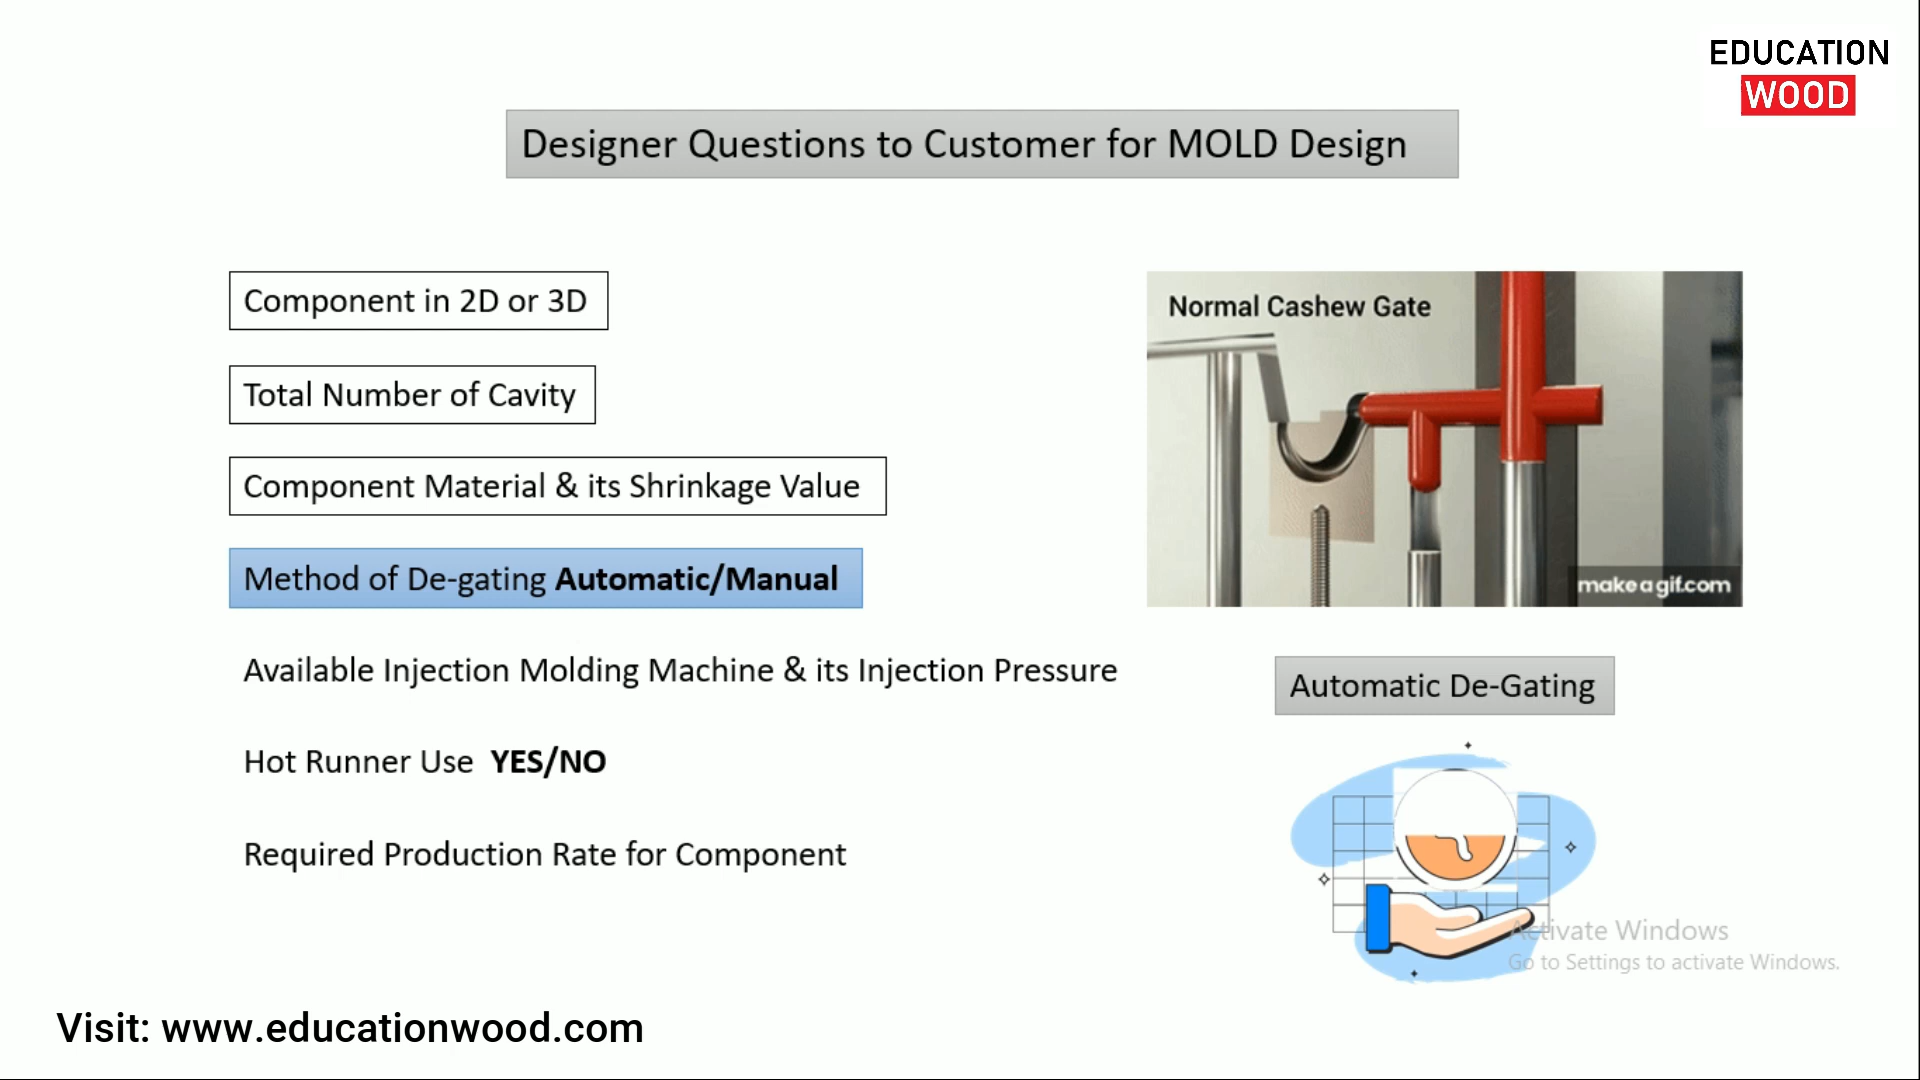 EDUCATION
WOOD
Designer Questions to Customer for MOLD Design
Component in 2D or 3D
Total Number of Cavity
Component Material & its Shrinkage Value
Method of De-gating Automatic/Manual
Available Injection Molding Machine & its Injection Pressure
Hot Runner Use YES/NO
Required Production Rate for Component
Normal Cashew Gate
makeagif.com
Automatic De-Gating
Activate Windows
Go to Settings to activate Windows.
Visit: www.educationwood.com